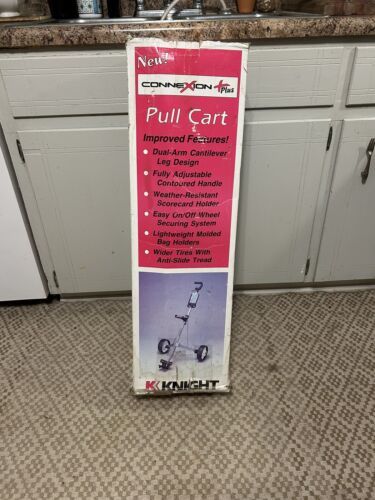 New!
CONNEXION Plus
Pull Cart
Improved Features!
• Dual-Arm Cantilever
Leg Design
• Fully Adjustable
Contoured Handle
• Weather-Resistant
Scorecard Holder
• Easy On/Off Wheel
Securing System
• Lightweight Molded
Bag Holders
• Wider Tires With
Anti-Slide Tread
KNIGHT